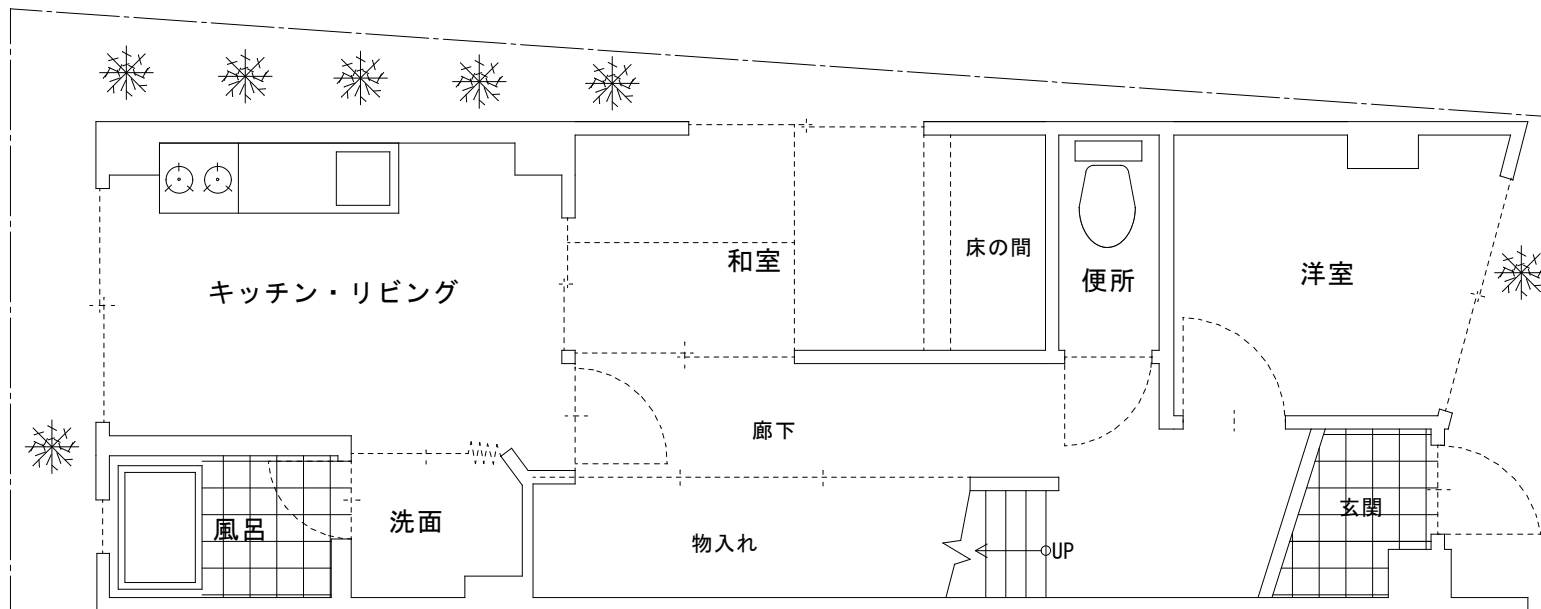 キッチン・リビング
和室
床の間
便所
洋室
廊下
風呂
洗面
物入れ
UP
玄関